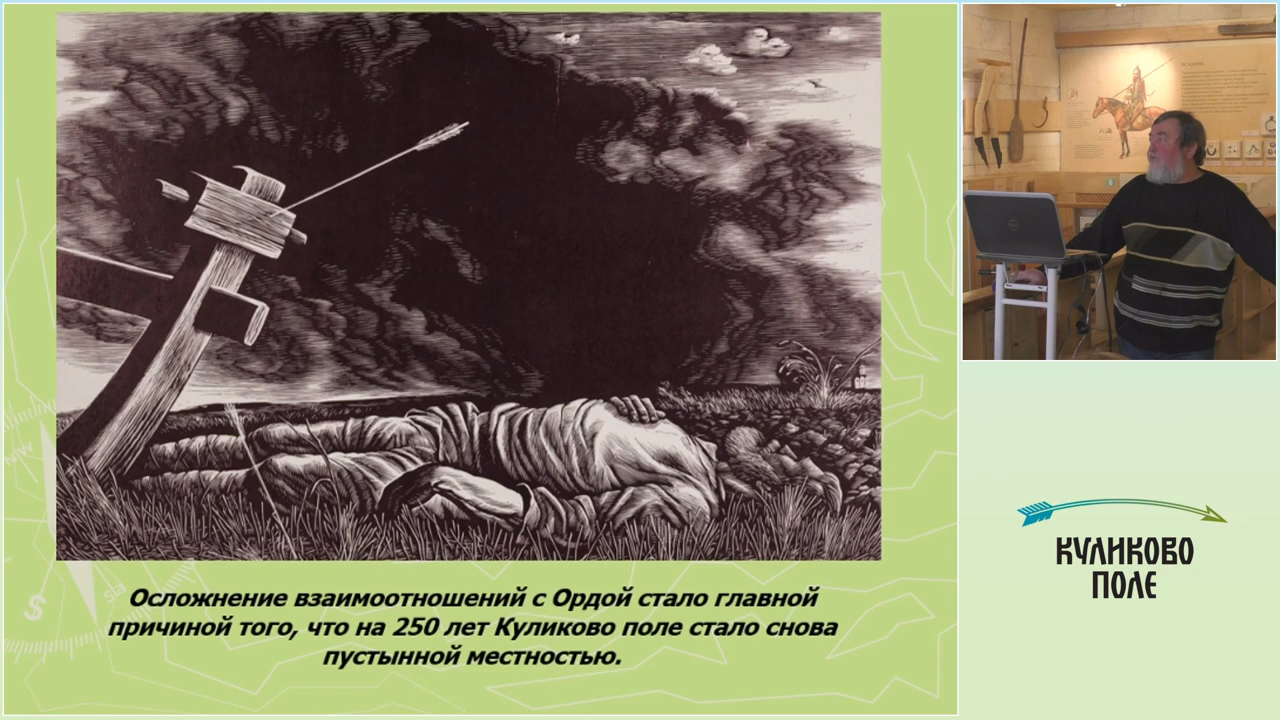 Осложнение взаимоотношений с Ордой стало главной
причиной того, что на 250 лет Куликово поле стало снова
пустынной местностью.
КУЛИКОВО
ПОЛЕ
S